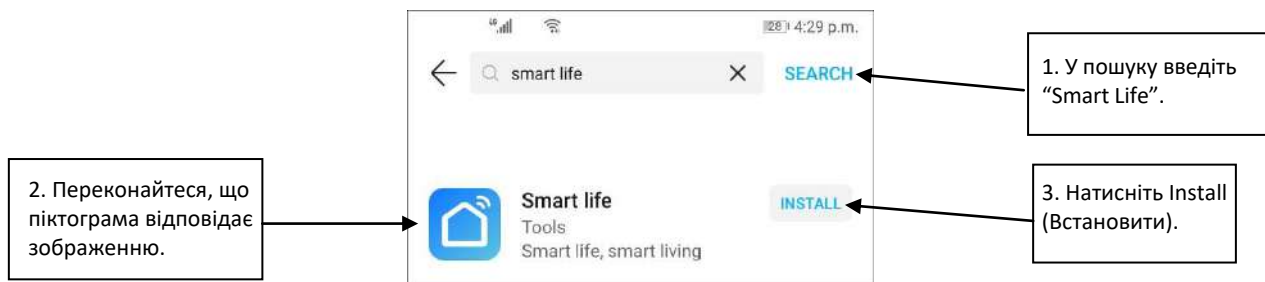 4:29 p.m.
smart life
SEARCH
1. У пошуку введіть
“Smart Life”.
2. Переконайтеся, що
піктограма відповідає
зображенню.
Smart life
Tools
Smart life, smart living
INSTALL
3. Натисніть Install
(Встановити).